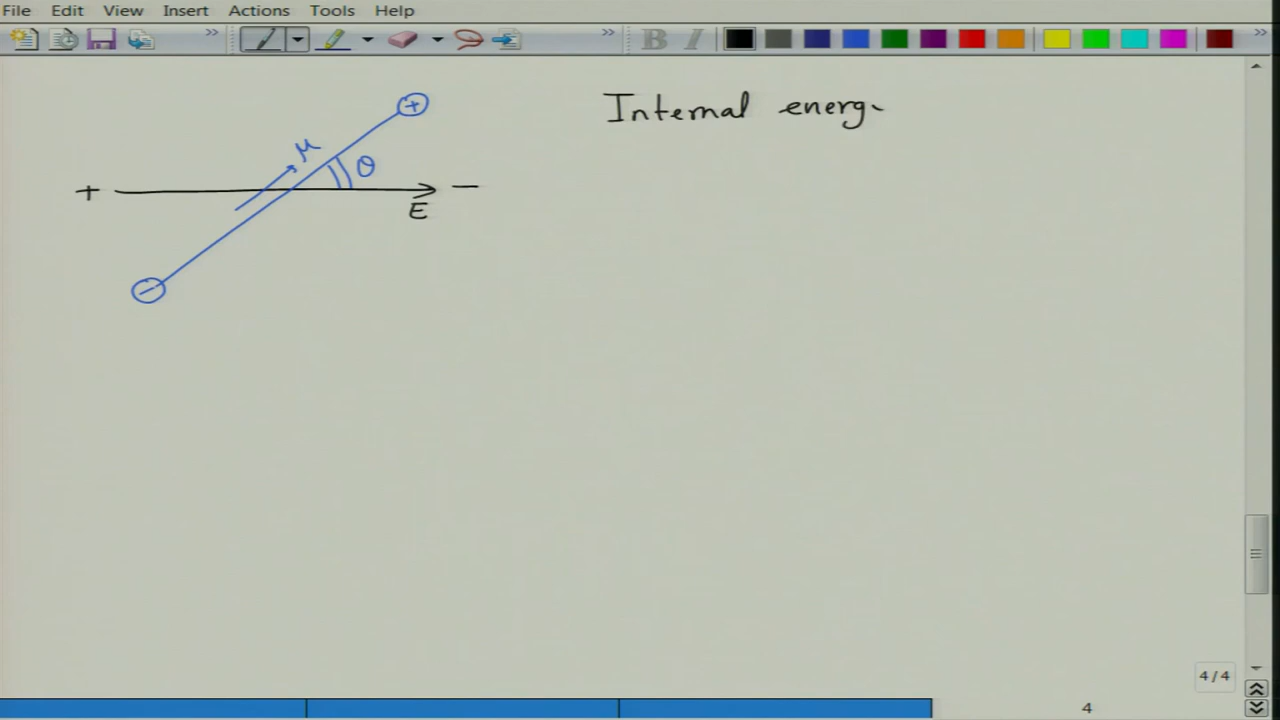 File Edit View Insert Actions Tools Help
B I
Internal energ
+
μ
θ
+ −
E
−
4 / 4
4